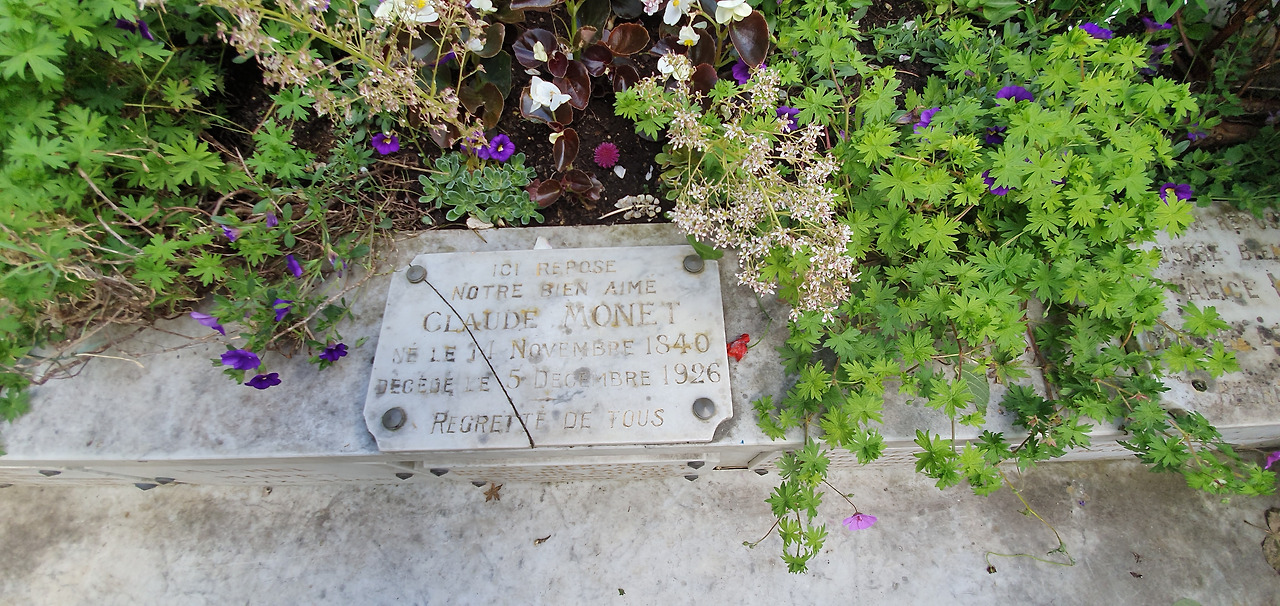 ICI REPOSE
NOTRE BIEN AIMÉ
CLAUDE MONET
NÉ LE 14 NOVEMBRE 1840
DÉCÉDÉ LE 5 DÉCEMBRE 1926
REGRETTÉ DE TOUS